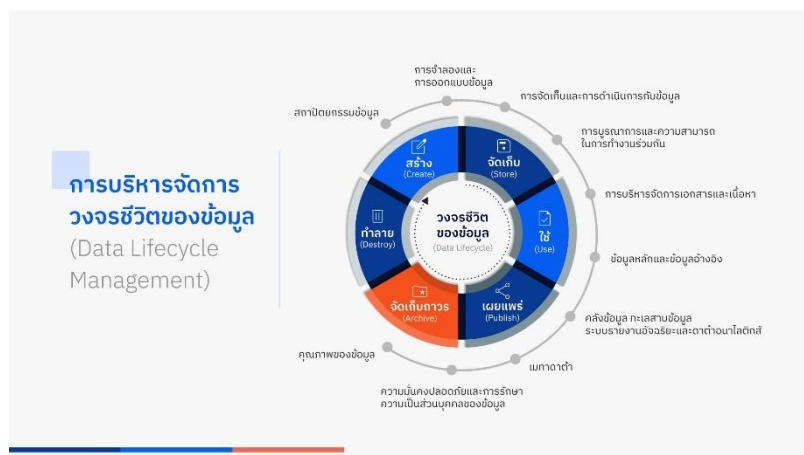 การบริหารจัดการ
วงจรชีวิตของข้อมูล
(Data Lifecycle
Management)
การจำลองและ
การออกแบบข้อมูล
สถาปัตยกรรมข้อมูล
การจัดเก็บและการดำเนินการกับข้อมูล
การบูรณาการและความสามารถ
ในการทำงานร่วมกัน
การบริหารจัดการเอกสารและเนื้อหา
ข้อมูลหลักและข้อมูลอ้างอิง
คลังข้อมูล ทะเลสาบข้อมูล
ระบบรายงานอัจฉริยะและดาต้าอนาไลติกส์
เมทาดาต้า
ความมั่นคงปลอดภัยและการรักษา
ความเป็นส่วนบุคคลของข้อมูล
คุณภาพของข้อมูล
สร้าง
(Create)
จัดเก็บ
(Store)
ใช้
(Use)
เผยแพร่
(Publish)
จัดเก็บถาวร
(Archive)
ทำลาย
(Destroy)
วงจรชีวิต
ของข้อมูล
(Data Lifecycle)